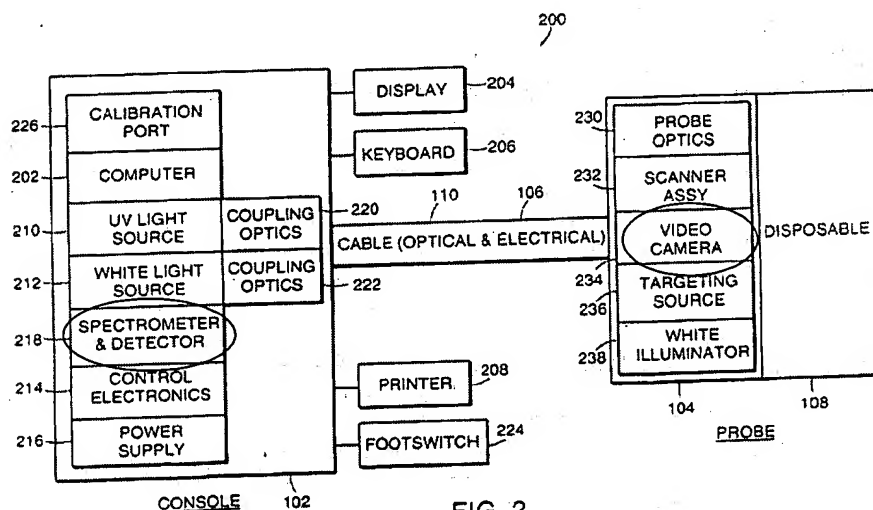 200
226
CALIBRATION
PORT
202
COMPUTER
210
UV LIGHT
SOURCE
COUPLING
OPTICS
220
212
WHITE LIGHT
SOURCE
COUPLING
OPTICS
222
218
SPECTROMETER
& DETECTOR
214
CONTROL
ELECTRONICS
216
POWER
SUPPLY
CONSOLE
102
DISPLAY
204
KEYBOARD
206
110
106
CABLE (OPTICAL & ELECTRICAL)
PRINTER
208
FOOTSWITCH
224
230
PROBE
OPTICS
232
SCANNER
ASSY
VIDEO
CAMERA
234
TARGETING
SOURCE
236
238
WHITE
ILLUMINATOR
DISPOSABLE
104
108
PROBE